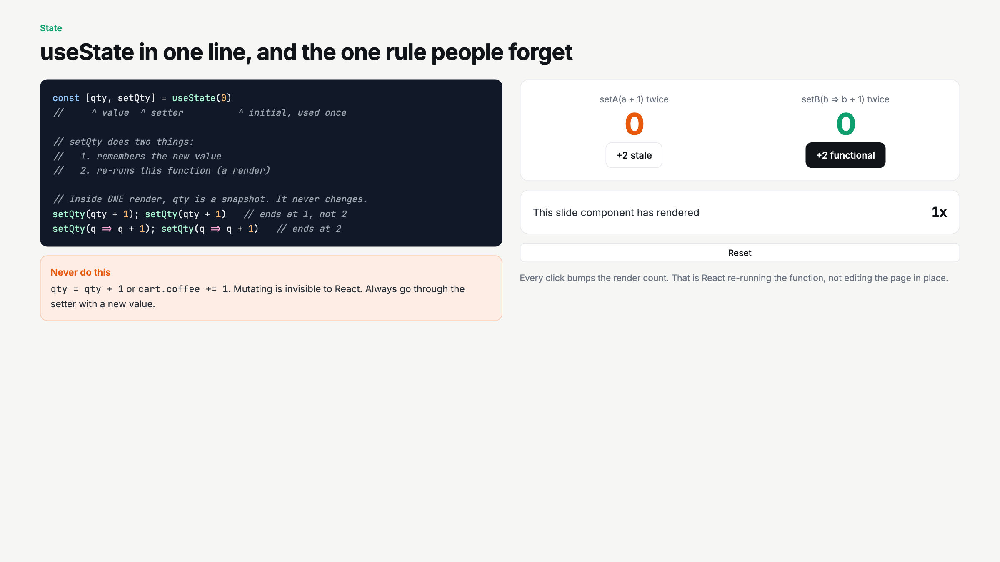 State
useState in one line, and the one rule people forget
const [qty, setQty] = useState(0)
//     ^ value  ^ setter          ^ initial, used once
// setQty does two things:
//   1. remembers the new value
//   2. re-runs this function (a render)
// Inside ONE render, qty is a snapshot. It never changes.
setQty(qty + 1); setQty(qty + 1)   // ends at 1, not 2
setQty(q => q + 1); setQty(q => q + 1)   // ends at 2
Never do this
qty = qty + 1 or cart.coffee += 1. Mutating is invisible to React. Always go through the
setter with a new value.
setA(a + 1) twice
0
+2 stale
setB(b => b + 1) twice
0
+2 functional
This slide component has rendered
1x
Reset
Every click bumps the render count. That is React re-running the function, not editing the page in place.